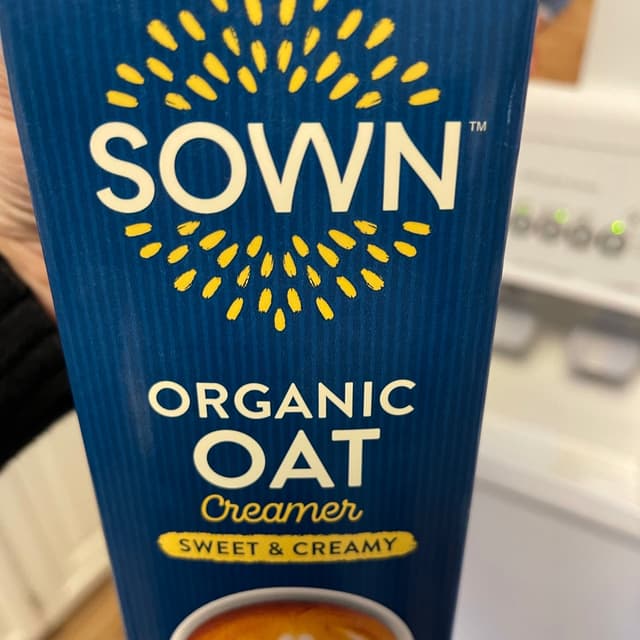 SOWN™
ORGANIC
OAT
Creamer
SWEET & CREAMY